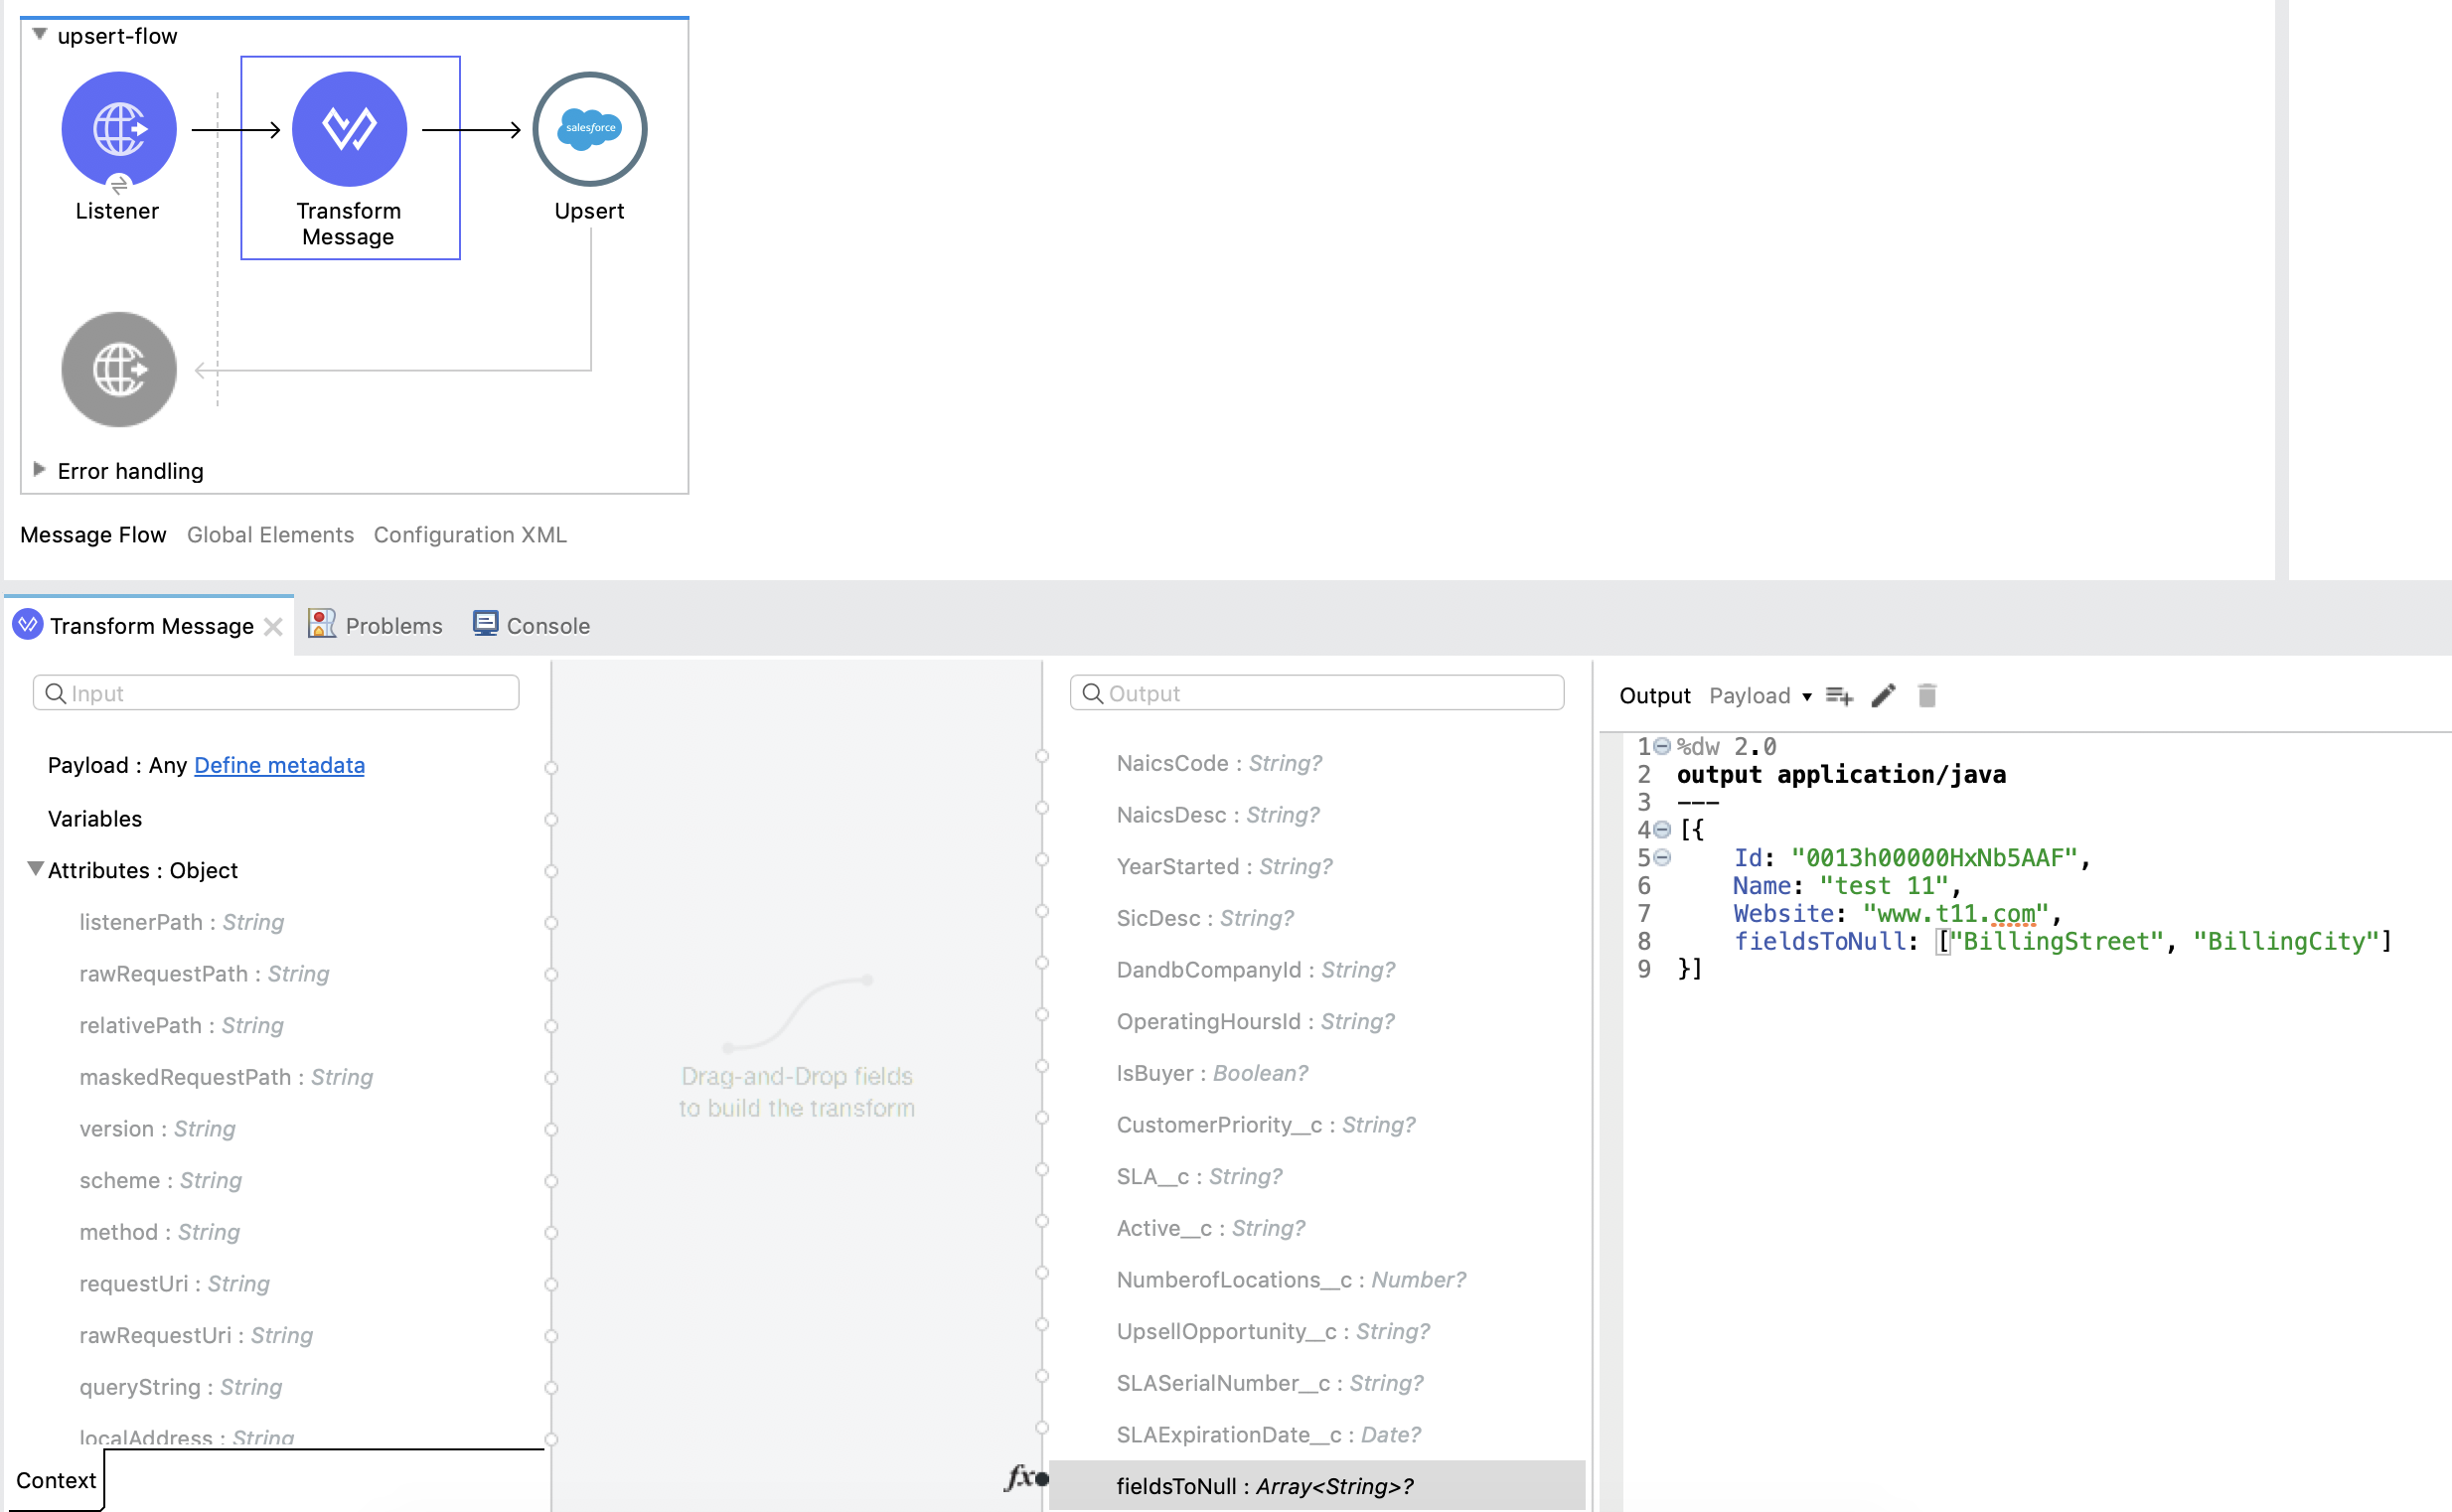 upsert-flow
salesforce
Listener
Transform
Message
Upsert
Error handling
Message Flow Global Elements Configuration XML
Transform Message Problems Console
Input
Payload : Any Define metadata
Variables
Attributes : Object
listenerPath : String
rawRequestPath : String
relativePath : String
maskedRequestPath : String
version : String
scheme : String
method : String
requestUri : String
rawRequestUri : String
queryString : String
localAddress : String
Context
Drag-and-Drop fields
to build the transform
fx
Output
NaicsCode : String?
NaicsDesc : String?
YearStarted : String?
SicDesc : String?
DandbCompanyId : String?
OperatingHoursId : String?
IsBuyer : Boolean?
CustomerPriority__c : String?
SLA__c : String?
Active__c : String?
NumberofLocations__c : Number?
UpsellOpportunity__c : String?
SLASerialNumber__c : String?
SLAExpirationDate__c : Date?
fieldsToNull : Array<String>?
Output Payload
1 %dw 2.0
2 output application/java
3 ---
4 [{
5 Id: "0013h00000HxNb5AAF",
6 Name: "test 11",
7 Website: "www.t11.com",
8 fieldsToNull: ["BillingStreet", "BillingCity"]
9 }]